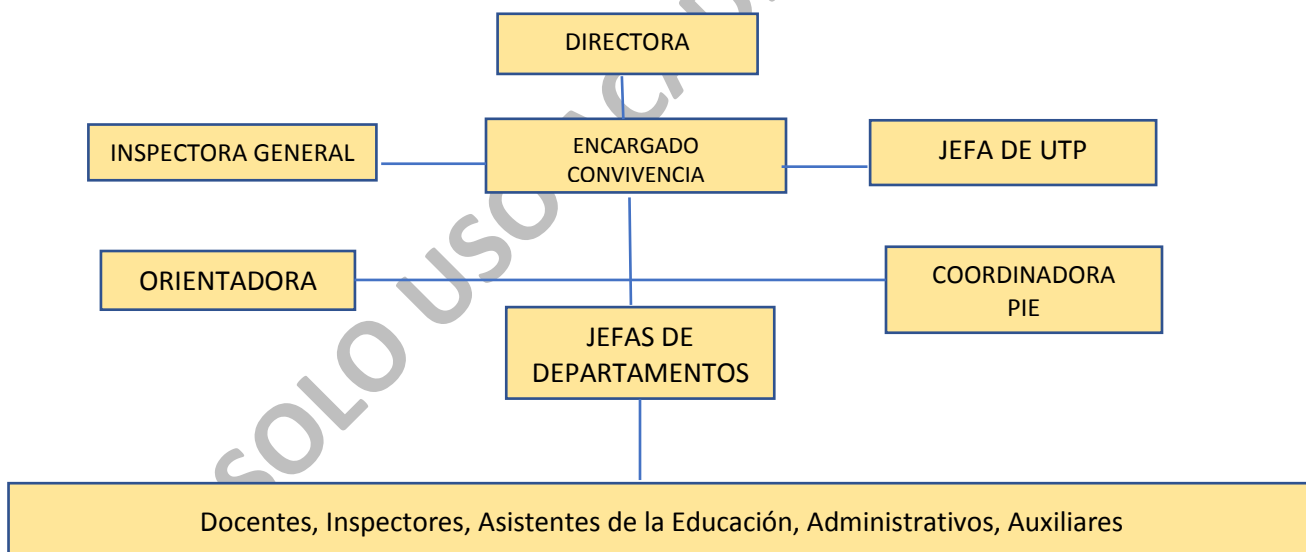 DIRECTORA
INSPECTORA GENERAL
ENCARGADO
CONVIVENCIA
JEFA DE UTP
ORIENTADORA
COORDINADORA
PIE
JEFAS DE
DEPARTAMENTOS
Docentes, Inspectores, Asistentes de la Educación, Administrativos, Auxiliares
SOLO USO